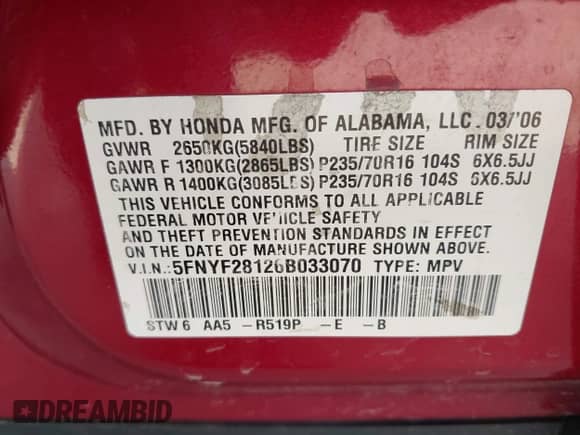 MFD. BY HONDA MFG. OF ALABAMA, LLC. 03/'06
GVWR 2650KG(5840LBS) TIRE SIZE RIM SIZE
GAWR F 1300KG(2865LBS) P235/70R16 104S 6X6.5JJ
GAWR R 1400KG(3085LBS) P235/70R16 104S 6X6.5JJ
THIS VEHICLE CONFORMS TO ALL APPLICABLE
FEDERAL MOTOR VEHICLE SAFETY
AND THEFT PREVENTION STANDARDS IN EFFECT
ON THE DATE OF MANUFACTURE SHOWN ABOVE.
V.I.N.: 5FNYF28126B033070 TYPE: MPV
STW 6 AA5 -R519P -E -B
DREAMBID